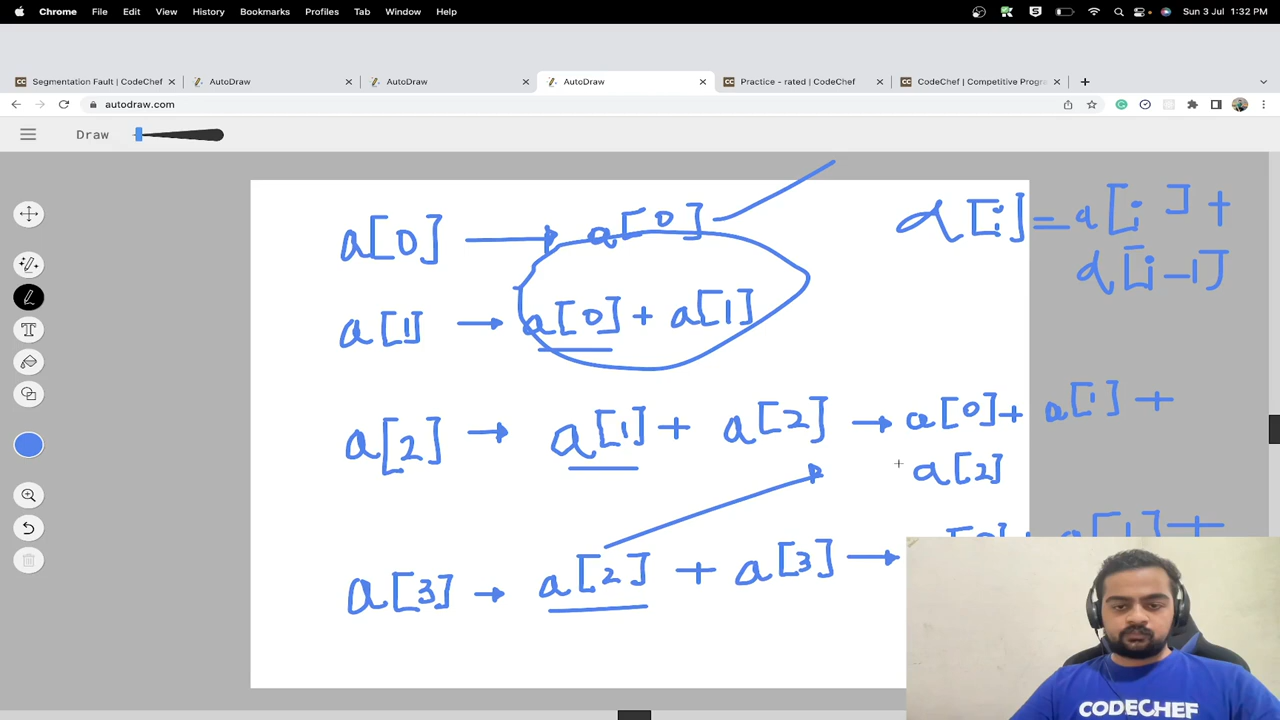 Chrome File Edit View History Bookmarks Profiles Tab Window Help Sun 3 Jul 1:32 PM
Segmentation Fault | CodeChef AutoDraw AutoDraw AutoDraw Practice - rated | CodeChef CodeChef | Competitive Progr
autodraw.com
Draw
a[0] → a[0]
a[i] = a[i] +
a[i-1]
a[1] → a[0] + a[1]
a[2] → a[1] + a[2] → a[0] + a[1] +
a[2]
a[3] → a[2] + a[3] → a[1] +
CODECHEF